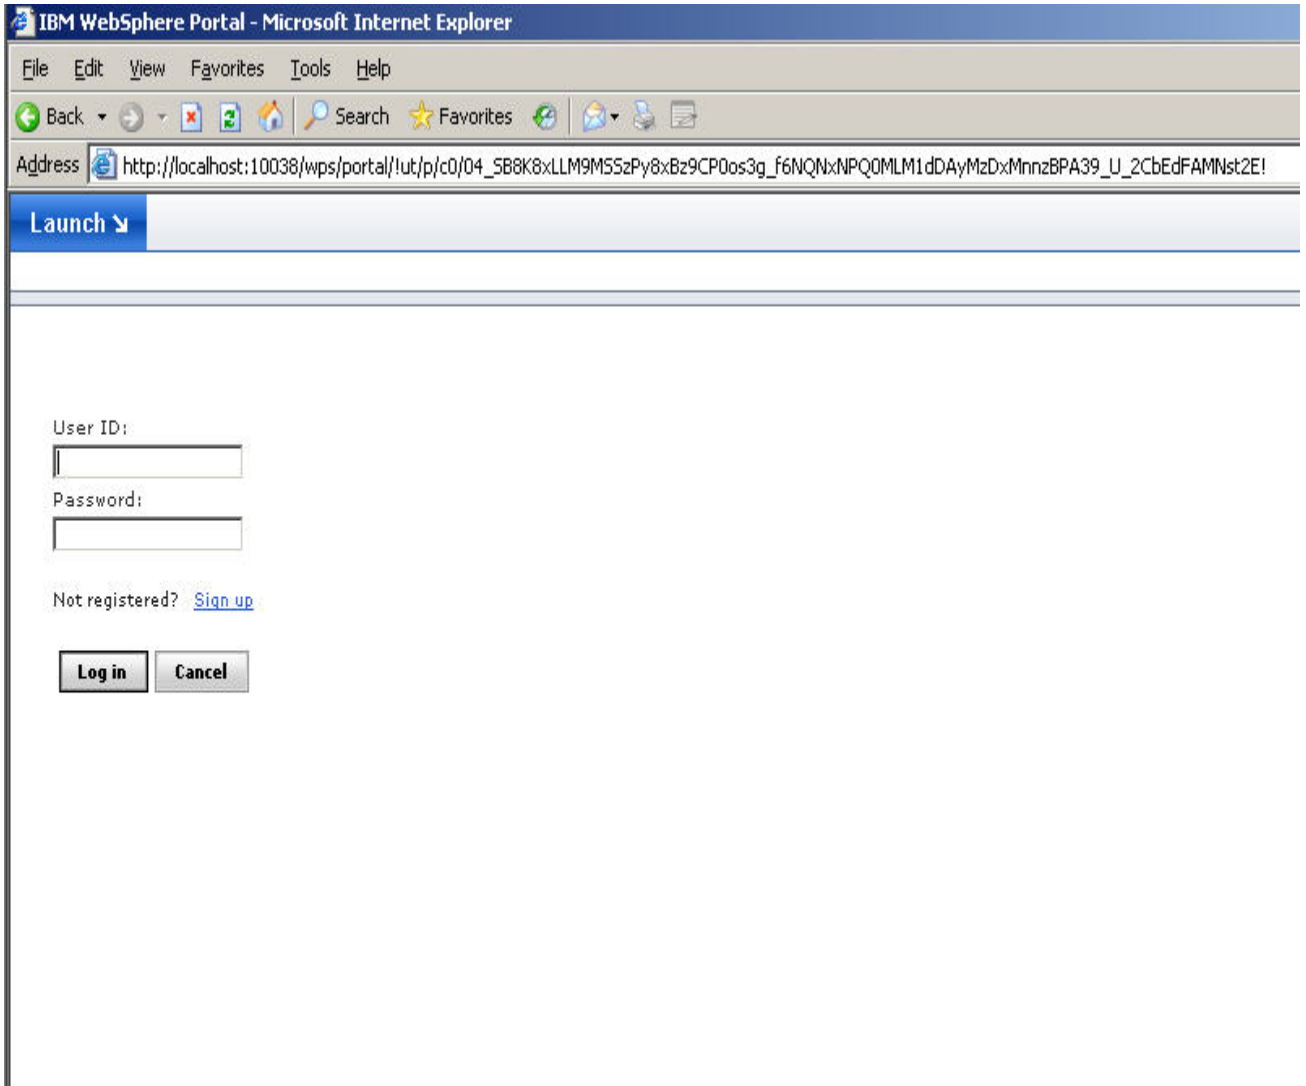 IBM WebSphere Portal - Microsoft Internet Explorer
File Edit View Favorites Tools Help
Back Search Favorites
Address http://localhost:10038/wps/portal/!ut/p/c0/04_SB8K8xLLM9MSSzPy8xBz9CP0os3g_f6NQNxNPQ0MLM1dDAyMzDxMnnzBPA39_U_2CbEdFAMNst2E!
Launch
User ID:
Password:
Not registered? Sign up
Log in Cancel